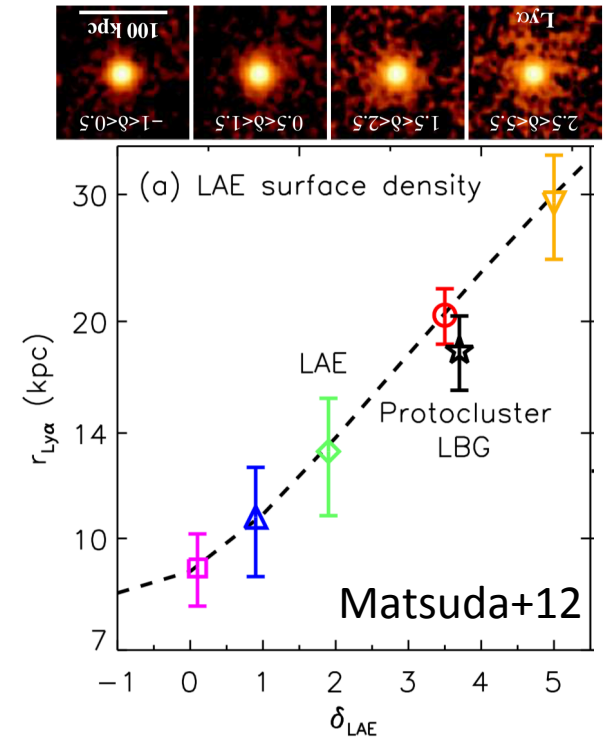 100 kpc
Lyα
−1<δ<0.5
0.5<δ<1.5
1.5<δ<2.5
2.5<δ<5.5
(a) LAE surface density
30
20
14
10
7
r_Lyα (kpc)
LAE
Protocluster
LBG
Matsuda+12
−1 0 1 2 3 4 5
δ_LAE